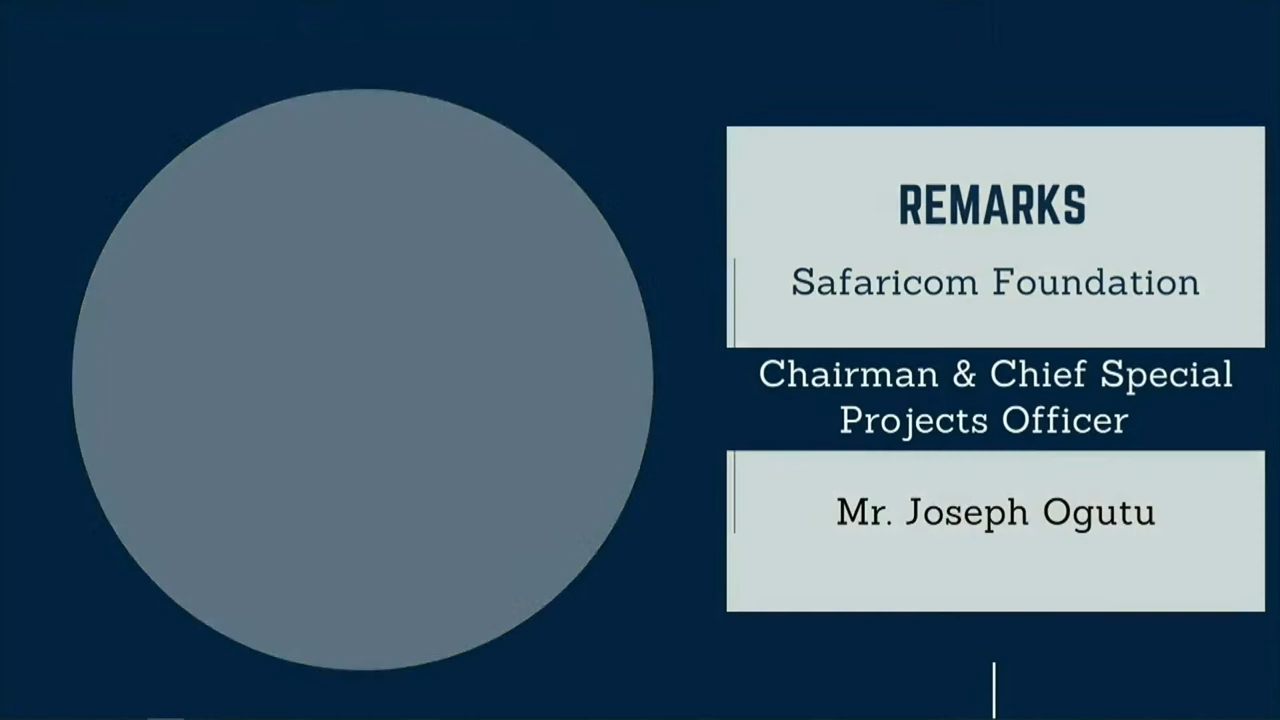 REMARKS
Safaricom Foundation
Chairman & Chief Special
Projects Officer
Mr. Joseph Ogutu